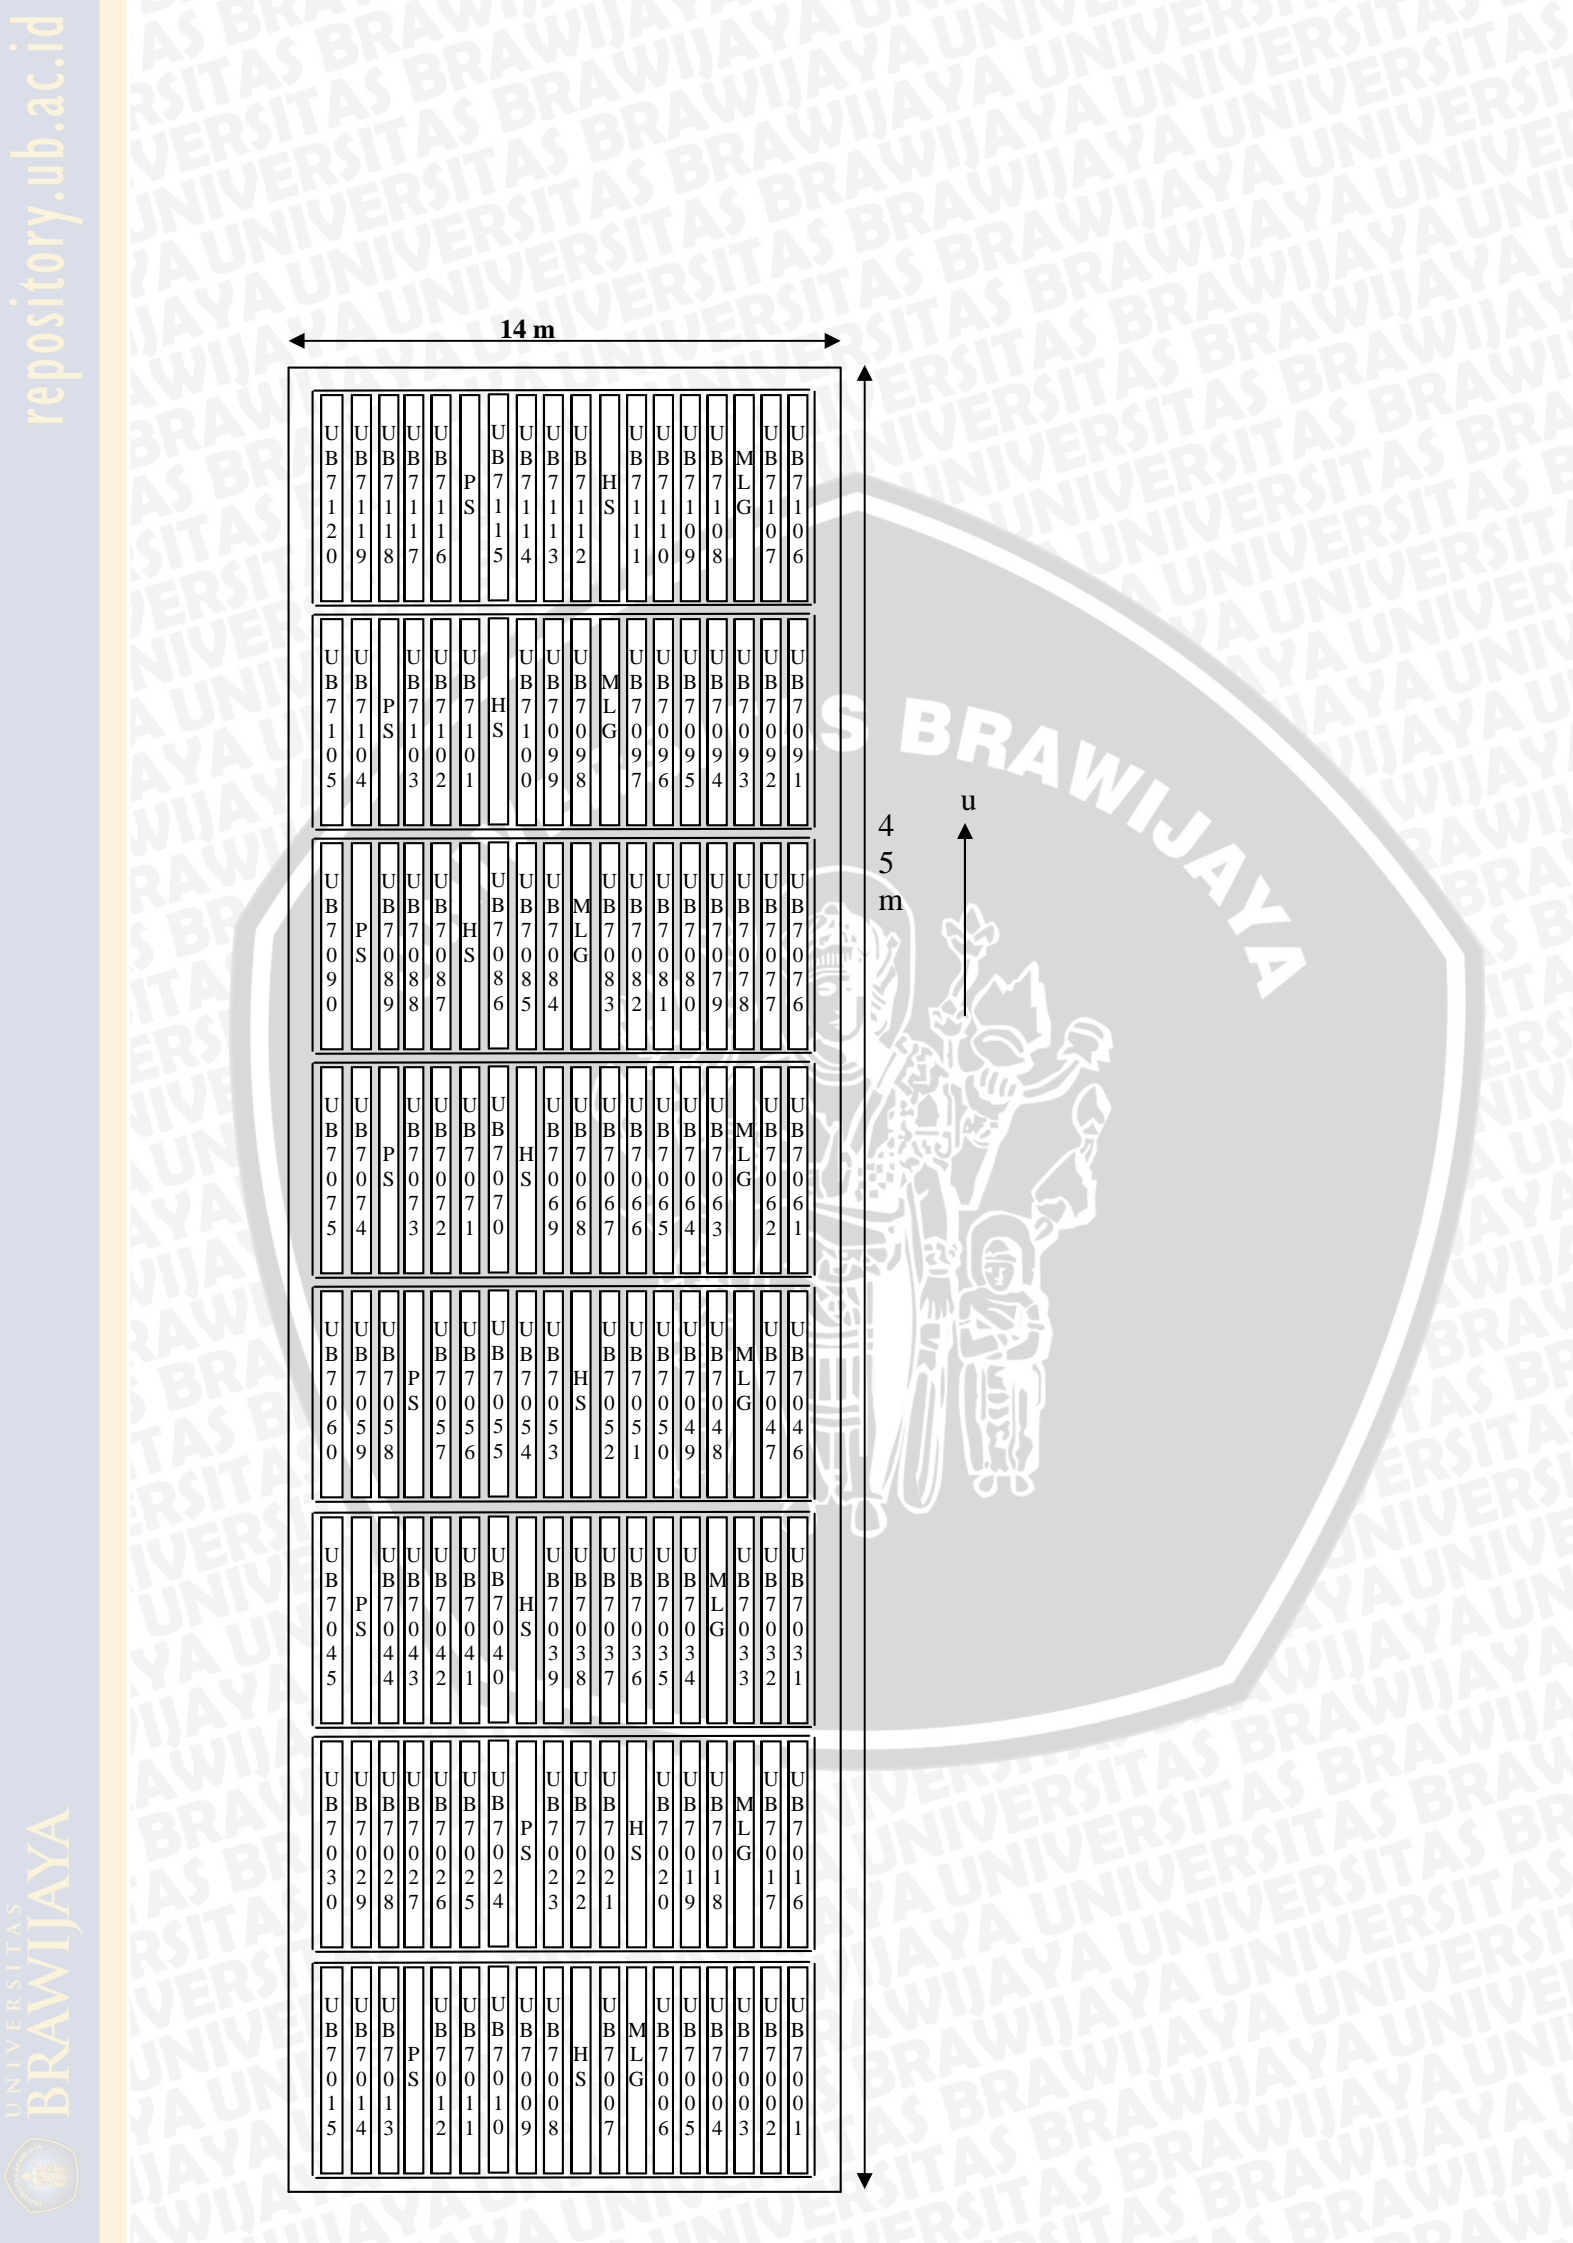 repository.ub.ac.id
14 m
UB7120 UB7119 UB7118 UB7117 UB7116 PS UB7115 UB7114 UB7113 UB7112 HS UB7111 UB7110 UB7109 UB7108 MLG UB7107 UB7106
UB7105 UB7104 PS UB7103 UB7102 UB7101 HS UB7100 UB7099 UB7098 MLG UB7097 UB7096 UB7095 UB7094 UB7093 UB7092 UB7091
u
45m
UB7090 PS UB7089 UB7088 UB7087 HS UB7086 UB7085 UB7084 MLG UB7083 UB7082 UB7081 UB7080 UB7079 UB7078 UB7077 UB7076
UB7075 UB7074 PS UB7073 UB7072 UB7071 UB7070 HS UB7069 UB7068 UB7067 UB7066 UB7065 UB7064 UB7063 MLG UB7062 UB7061
UB7060 UB7059 UB7058 PS UB7057 UB7056 UB7055 UB7054 UB7053 HS UB7052 UB7051 UB7050 UB7049 UB7048 MLG UB7047 UB7046
UB7045 PS UB7044 UB7043 UB7042 UB7041 UB7040 HS UB7039 UB7038 UB7037 UB7036 UB7035 UB7034 MLG UB7033 UB7032 UB7031
UB7030 UB7029 UB7028 UB7027 UB7026 UB7025 UB7024 PS UB7023 UB7022 UB7021 HS UB7020 UB7019 UB7018 MLG UB7017 UB7016
UB7015 UB7014 UB7013 PS UB7012 UB7011 UB7010 UB7009 UB7008 HS UB7007 MLG UB7006 UB7005 UB7004 UB7003 UB7002 UB7001
S BRAWIJAYA
UNIVERSITAS
BRAWIJAYA